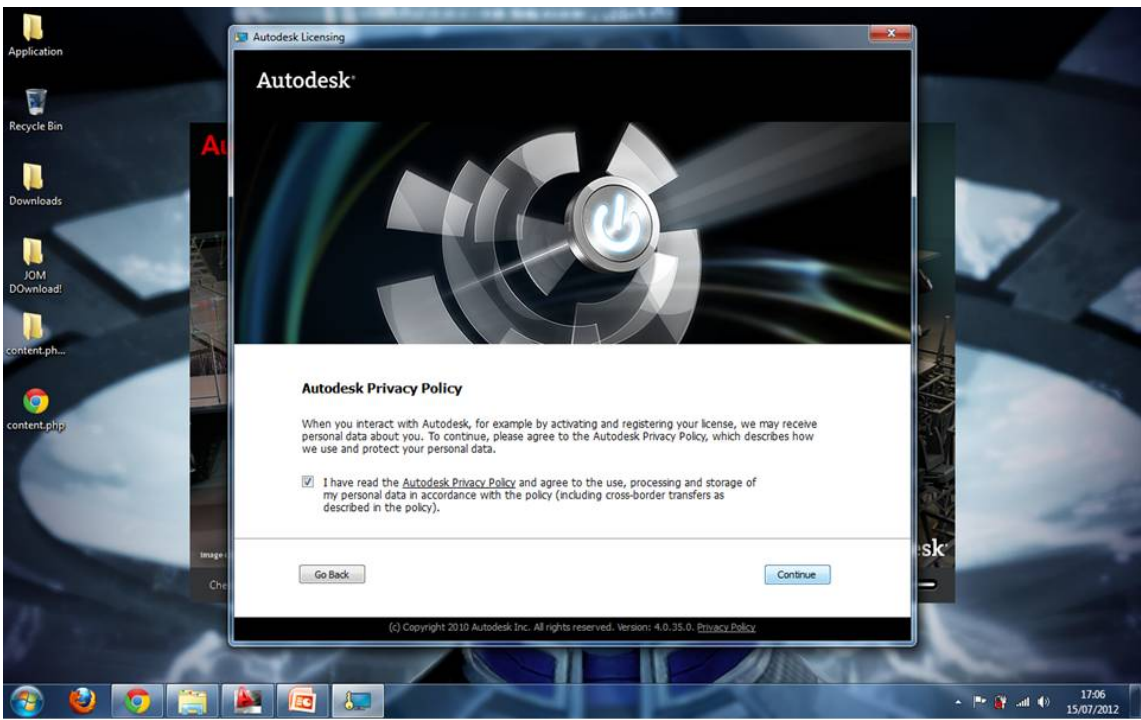 Application
Recycle Bin
Downloads
JOM
DOwnload!
content.ph...
content.php
Autodesk Licensing
Autodesk
Au
Autodesk Privacy Policy
When you interact with Autodesk, for example by activating and registering your license, we may receive
personal data about you. To continue, please agree to the Autodesk Privacy Policy, which describes how
we use and protect your personal data.
I have read the Autodesk Privacy Policy and agree to the use, processing and storage of
my personal data in accordance with the policy (including cross-border transfers as
described in the policy).
Image
esk
Go Back
Continue
Che
(c) Copyright 2010 Autodesk Inc. All rights reserved. Version: 4.0.35.0. Privacy Policy
17:06
15/07/2012